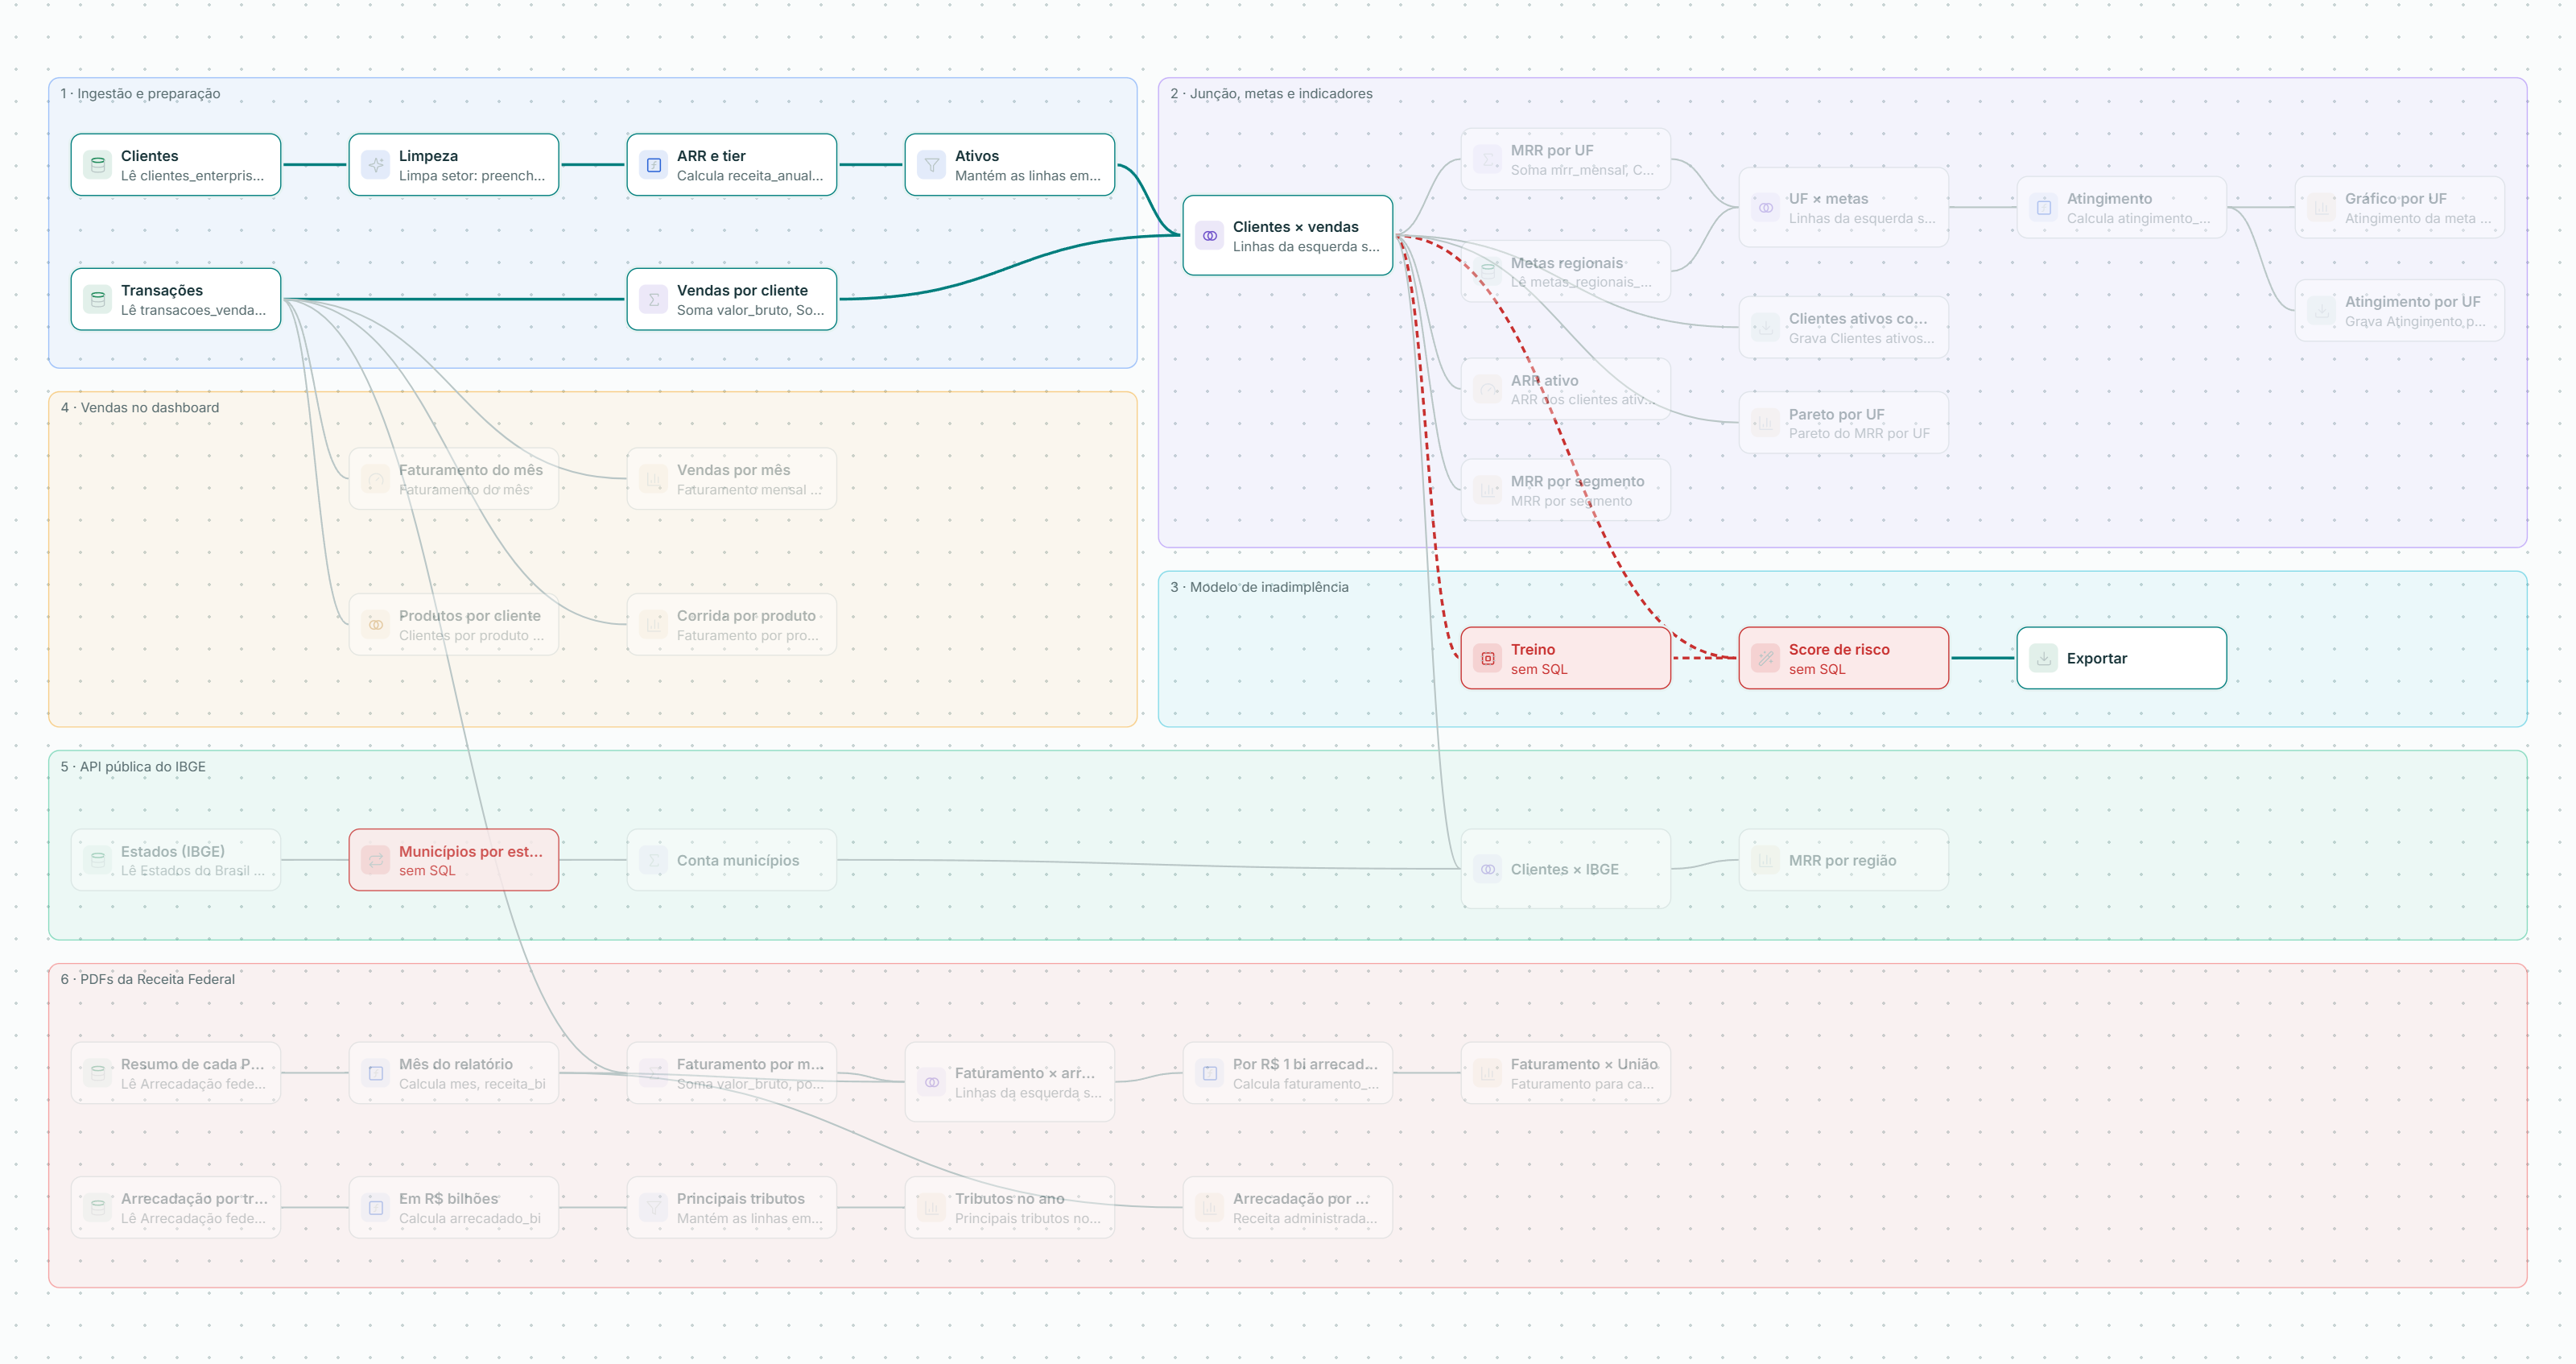 1 · Ingestão e preparação
Clientes
Lê clientes_enterpris...
Limpeza
Limpa setor: preench...
ARR e tier
Calcula receita_anual...
Ativos
Mantém as linhas em...
Transações
Lê transacoes_venda...
Vendas por cliente
Soma valor_bruto, So...
2 · Junção, metas e indicadores
Clientes × vendas
Linhas da esquerda s...
MRR por UF
Soma mrr_mensal, C...
Metas regionais
Lê metas_regionais_...
ARR ativo
ARR dos clientes ativ...
MRR por segmento
MRR por segmento
UF × metas
Linhas da esquerda s...
Clientes ativos co...
Grava Clientes ativos...
Pareto por UF
Pareto do MRR por UF
Atingimento
Calcula atingimento_...
Gráfico por UF
Atingimento da meta ...
Atingimento por UF
Grava Atingimento p...
4 · Vendas no dashboard
Faturamento do mês
Faturamento do mês
Vendas por mês
Faturamento mensal ...
Produtos por cliente
Clientes por produto ...
Corrida por produto
Faturamento por pro...
3 · Modelo de inadimplência
Treino
sem SQL
Score de risco
sem SQL
Exportar
5 · API pública do IBGE
Estados (IBGE)
Lê Estados do Brasil ...
Municípios por est...
sem SQL
Conta municípios
Clientes × IBGE
MRR por região
6 · PDFs da Receita Federal
Resumo de cada P...
Lê Arrecadação fede...
Mês do relatório
Calcula mes, receita_bi
Faturamento por m...
Soma valor_bruto, po...
Faturamento × arr...
Linhas da esquerda s...
Por R$ 1 bi arrecad...
Calcula faturamento_...
Faturamento × União
Faturamento para ca...
Arrecadação por tr...
Lê Arrecadação fede...
Em R$ bilhões
Calcula arrecadado_bi
Principais tributos
Mantém as linhas em...
Tributos no ano
Principais tributos no...
Arrecadação por ...
Receita administrada...